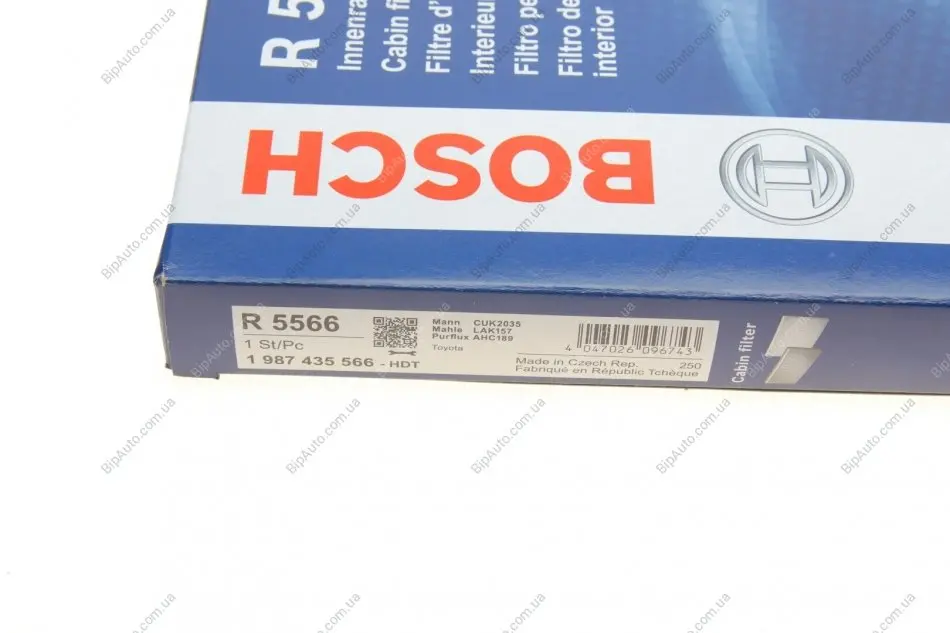 R 5
Innenra
Cabin fi
Filtre d'
Interieu
Filtro pe
Filtro de
interior
BOSCH
R 5566
1 St/Pc
1 987 435 566 - HDT
Mann CUK2035
Mahle LAK157
Purflux AHC189
Toyota
4 047026 096743
Made in Czech Rep. 250
Fabriqué en République Tchèque
Cabin filter
BipAuto.com.ua